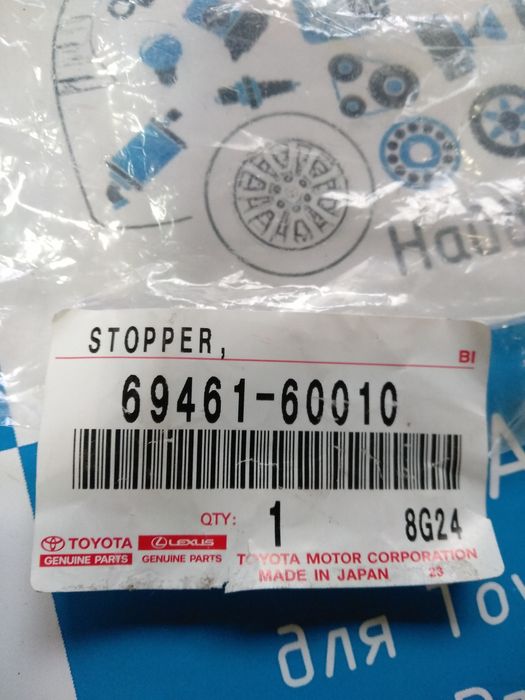 STOPPER,
BI
69461-60010
QTY: 1 8G24
TOYOTA LEXUS
GENUINE PARTS GENUINE PARTS
TOYOTA MOTOR CORPORATION
MADE IN JAPAN 23
для